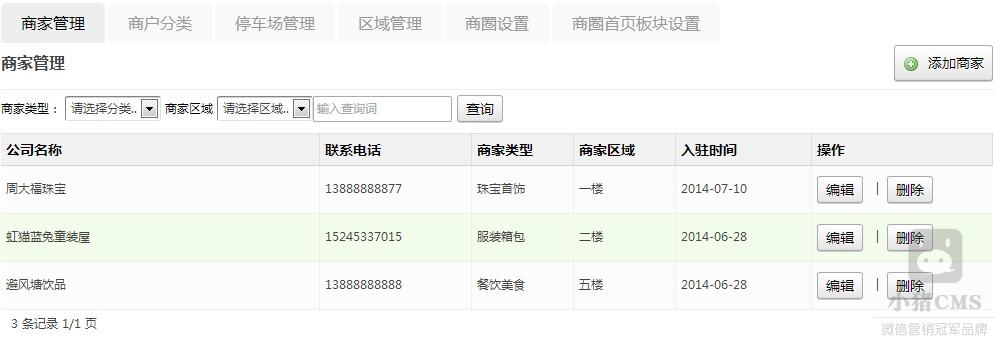 商家管理 商户分类 停车场管理 区域管理 商圈设置 商圈首页板块设置
商家管理 添加商家
商家类型： 请选择分类.. 商家区域 请选择区域.. 输入查询词 查询
公司名称 联系电话 商家类型 商家区域 入驻时间 操作
周大福珠宝 13888888877 珠宝首饰 一楼 2014-07-10 编辑 | 删除
虹猫蓝兔童装屋 15245337015 服装箱包 二楼 2014-06-28 编辑 | 删除
避风塘饮品 13888888888 餐饮美食 五楼 2014-06-28 编辑 | 删除
小猪CMS
3 条记录 1/1 页
微信营销冠军品牌